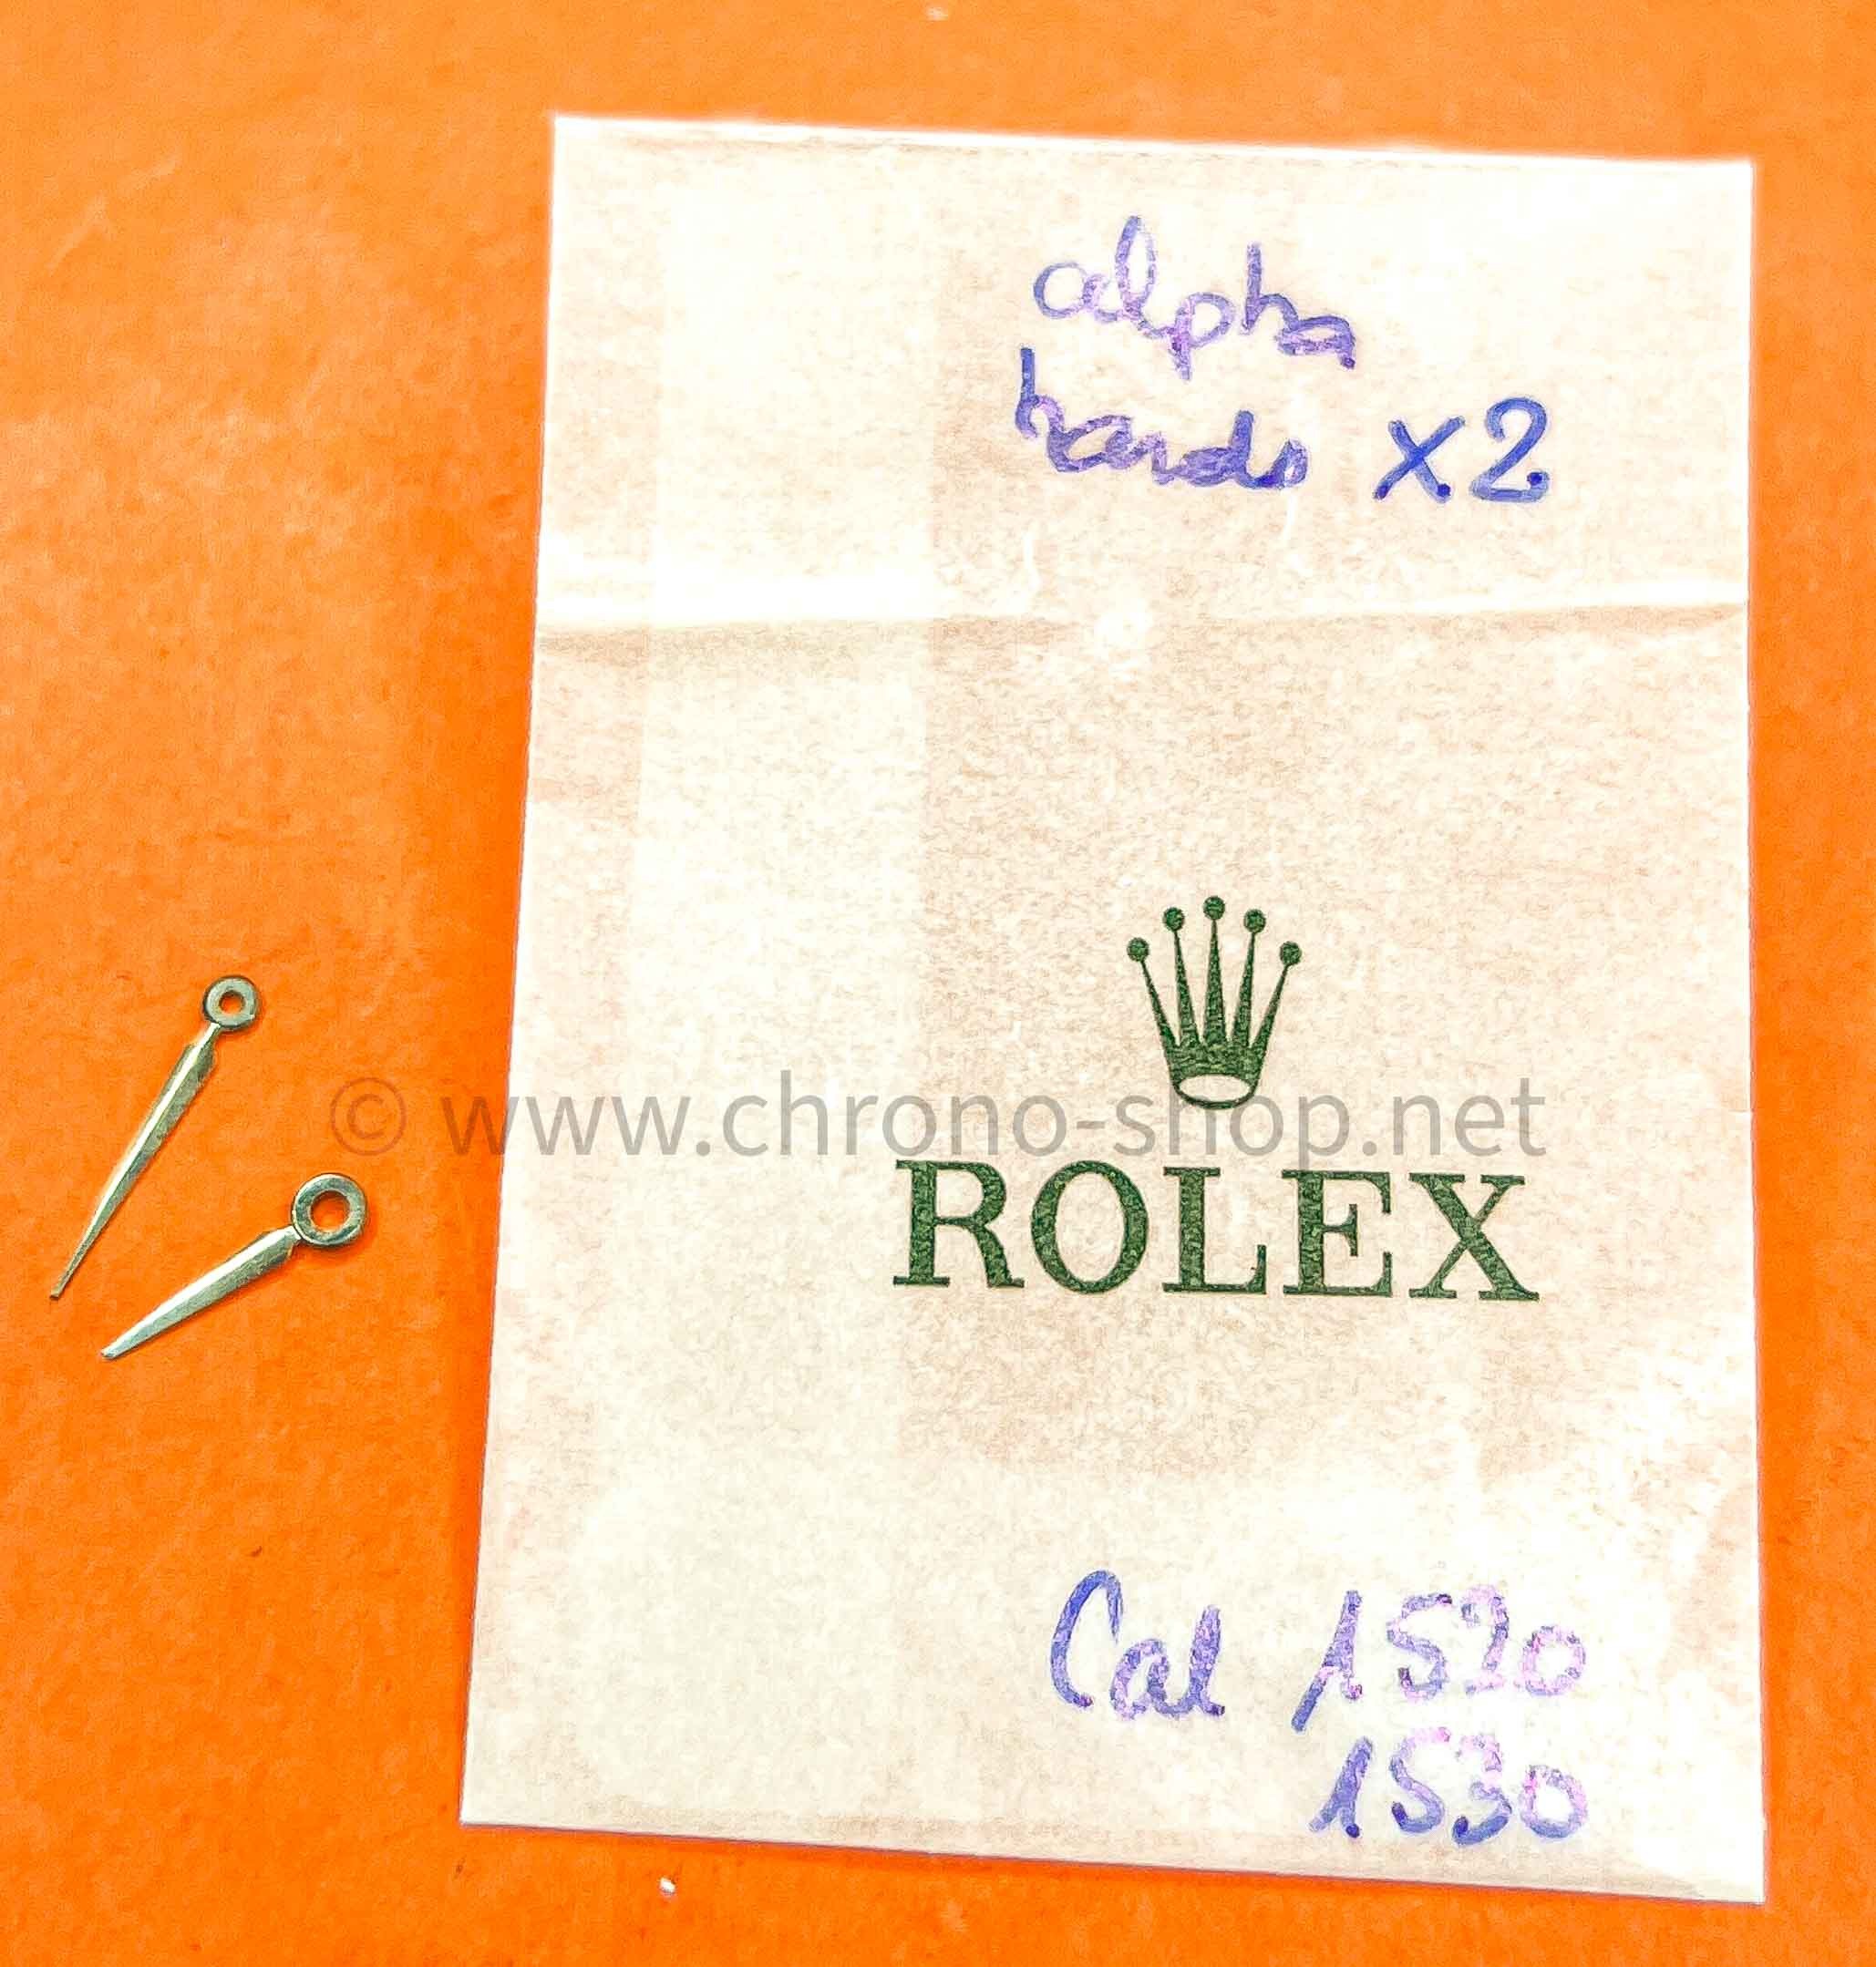 alpha
hands x2
© www.chrono-shop.net
ROLEX
Cal 1520
1530